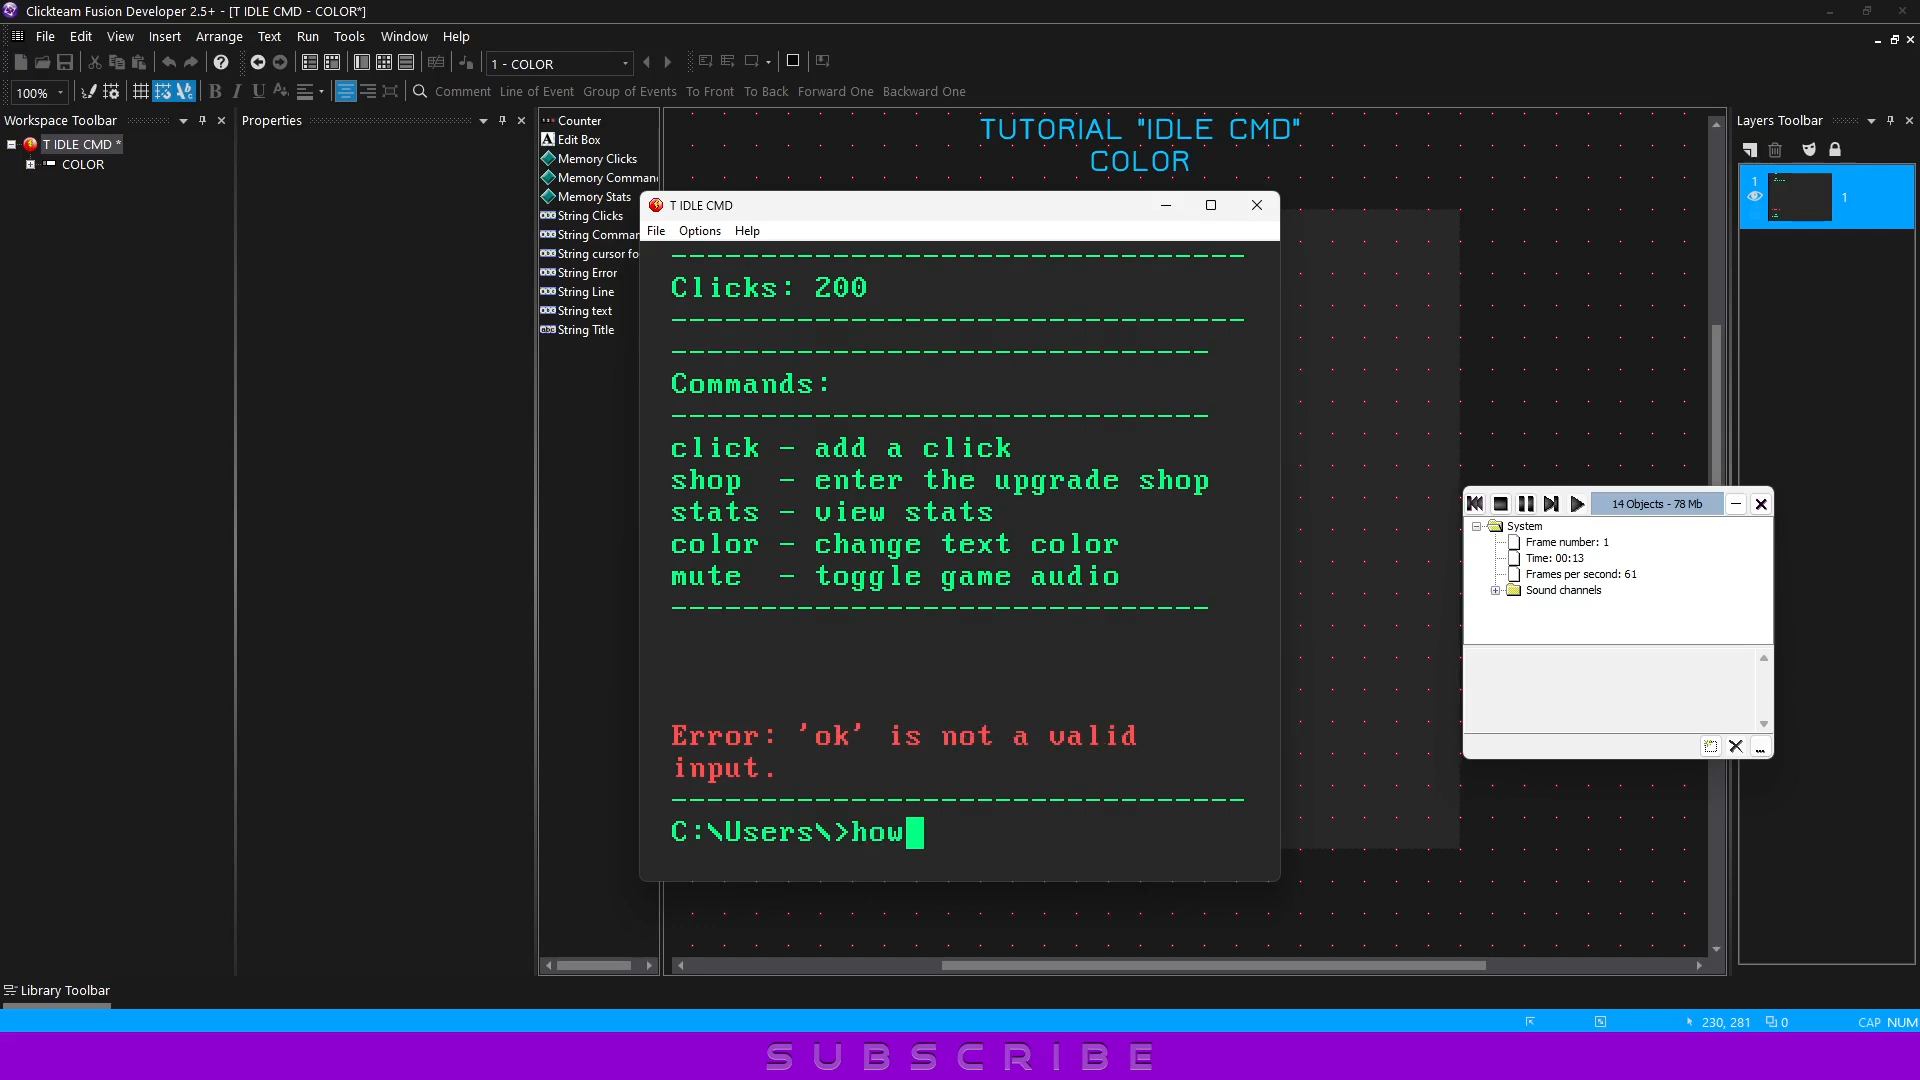 Clickteam Fusion Developer 2.5+ - [T IDLE CMD - COLOR*]
File Edit View Insert Arrange Text Run Tools Window Help
1 - COLOR
100% B I U Comment Line of Event Group of Events To Front To Back Forward One Backward One
Workspace Toolbar
T IDLE CMD *
COLOR
Properties
Counter
Edit Box
Memory Clicks
Memory Comman
Memory Stats
String Clicks
String Comman
String cursor fo
String Error
String Line
String text
String Title
TUTORIAL "IDLE CMD"
COLOR
T IDLE CMD
File Options Help
--------------------------------
Clicks: 200
--------------------------------
------------------------------
Commands:
------------------------------
click - add a click
shop  - enter the upgrade shop
stats - view stats
color - change text color
mute  - toggle game audio
------------------------------
Error: 'ok' is not a valid
input.
--------------------------------
C:\Users\>how
14 Objects - 78 Mb
System
Frame number: 1
Time: 00:13
Frames per second: 61
Sound channels
...
Layers Toolbar
1
1
Library Toolbar
230, 281 0 CAP NUM
SUBSCRIBE